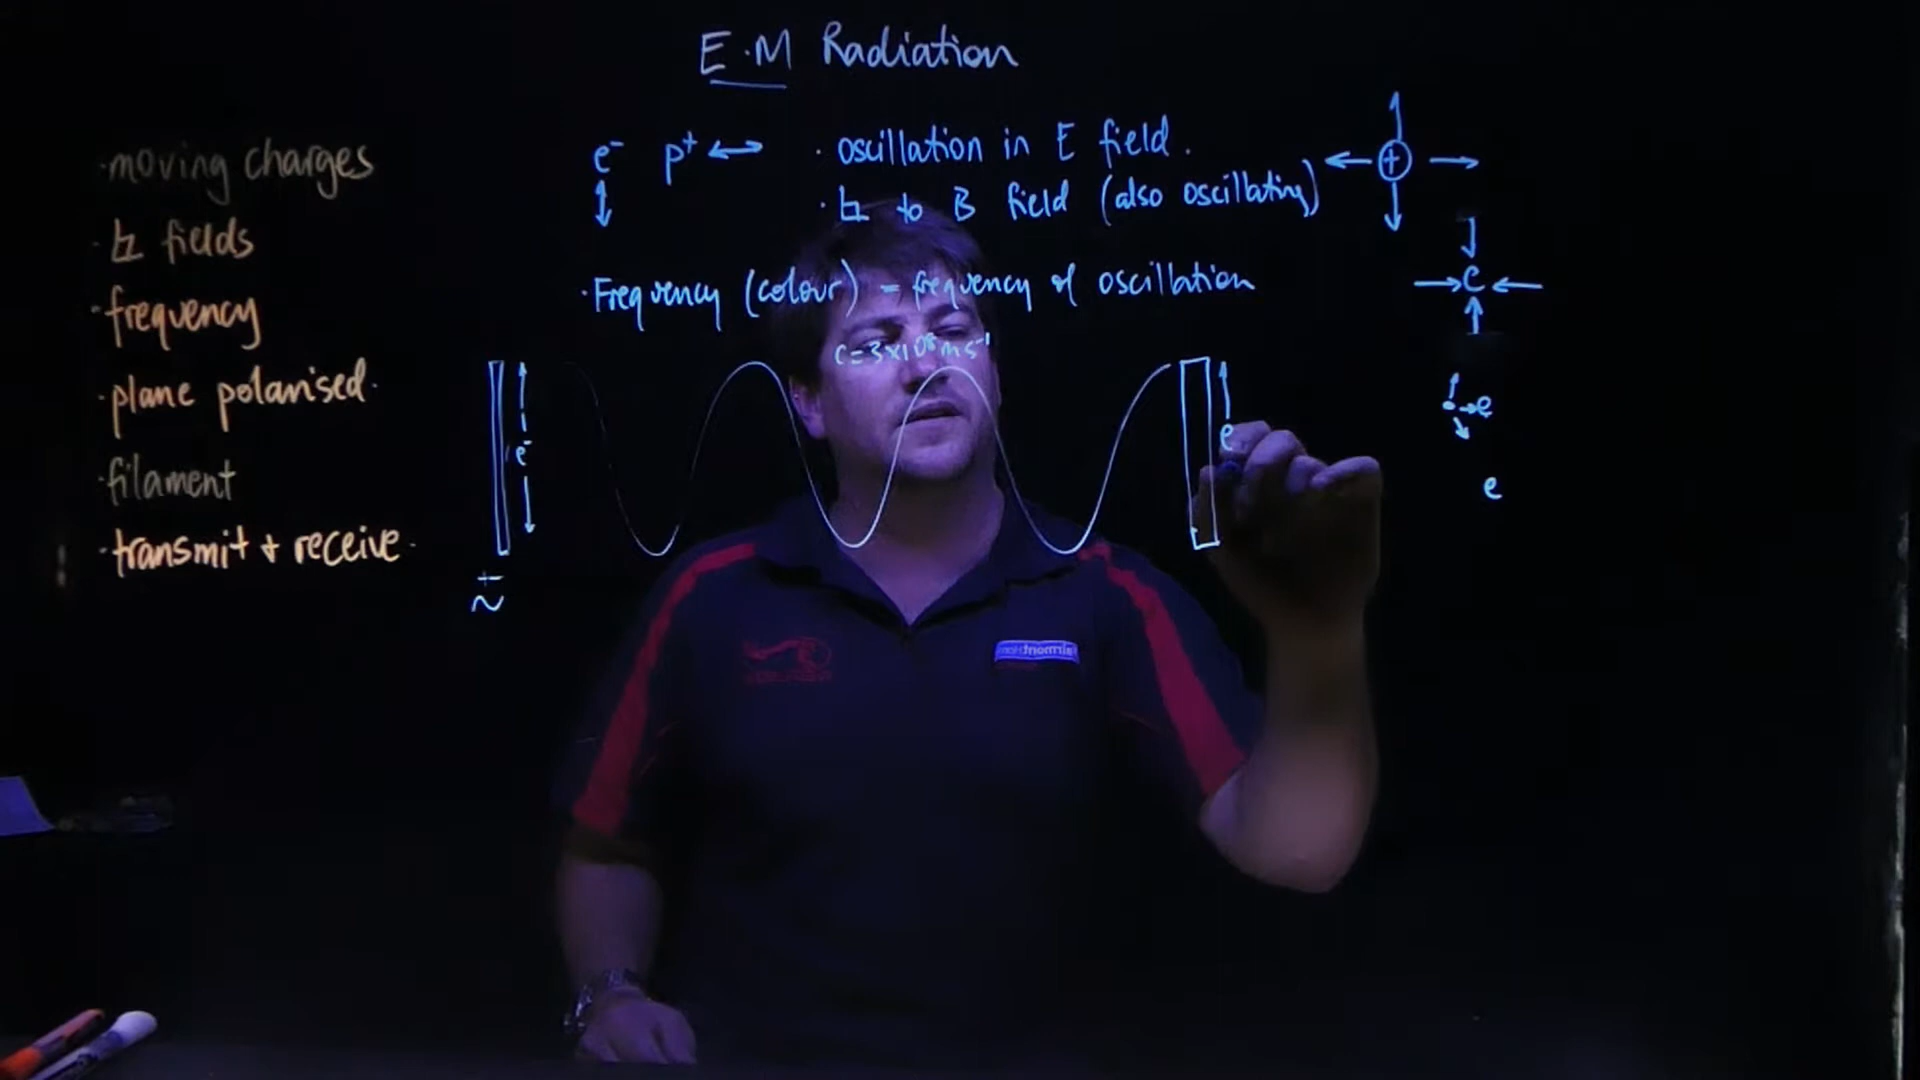 E.M Radiation
·moving charges
· fields
·frequency
·plane polarised.
·filament
·transmit + receive.
e⁻ p⁺ ↔ · oscillation in E field.
· to B field (also oscillating)
·Frequency (colour) = frequency of oscillation
c=3×10⁸ms⁻¹
e⁻
e
+
~
+
e
e
e